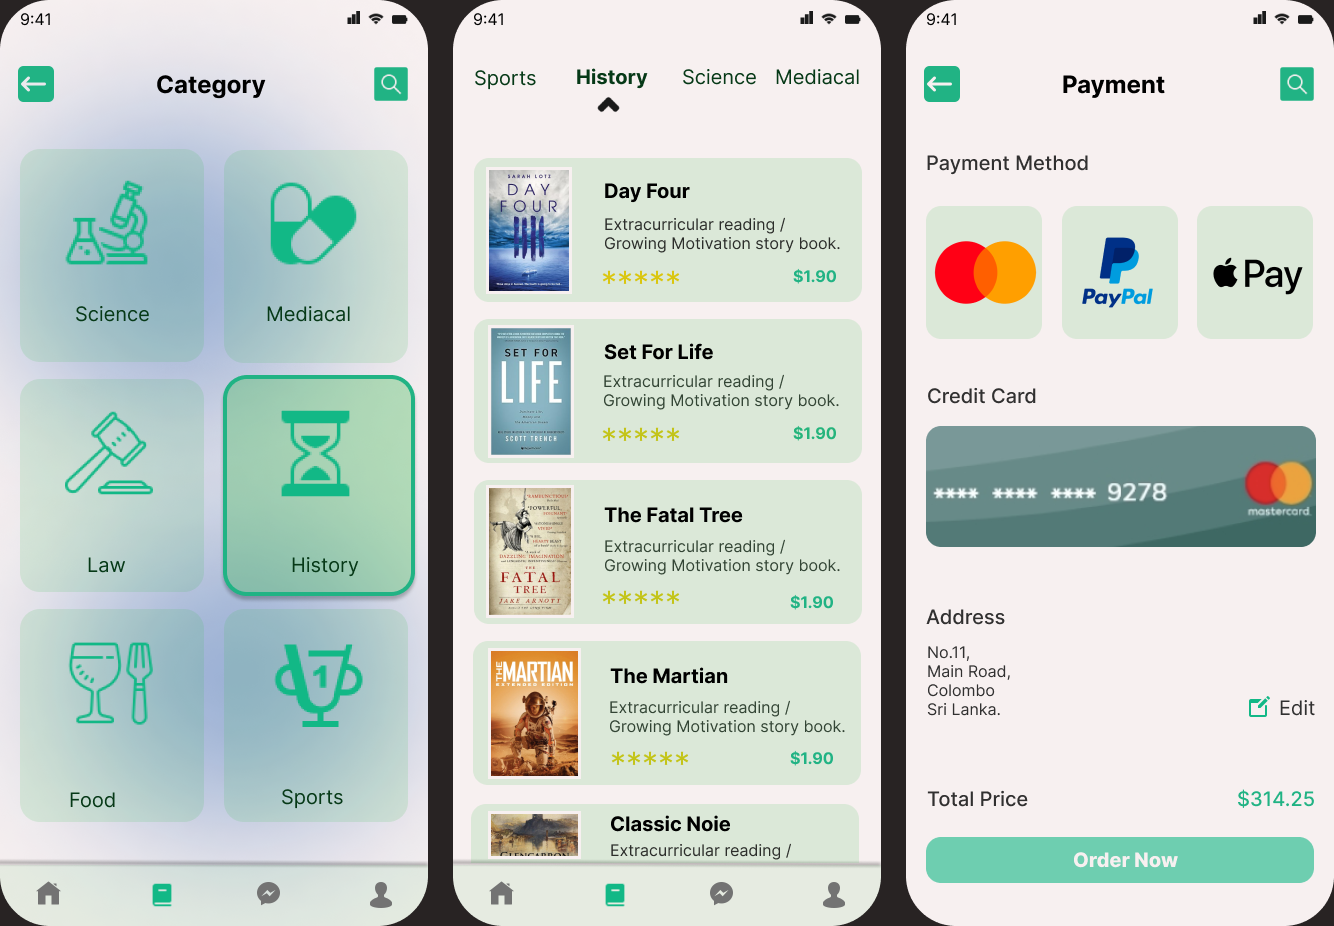 9:41
Category
Science
Mediacal
Law
History
Food
1
Sports
9:41
Sports History Science Mediacal
SARAH LOTZ
DAY
FOUR
Day Four
Extracurricular reading /
Growing Motivation story book.
***** $1.90
SET FOR
LIFE
SCOTT TRENCH
Set For Life
Extracurricular reading /
Growing Motivation story book.
***** $1.90
THE
FATAL
TREE
JAKE ARNOTT
The Fatal Tree
Extracurricular reading /
Growing Motivation story book.
***** $1.90
THE MARTIAN
EXTENDED EDITION
The Martian
Extracurricular reading /
Growing Motivation story book.
***** $1.90
Classic Noie
Extracurricular reading /
9:41
Payment
Payment Method
PayPal
Pay
Credit Card
**** **** **** 9278
mastercard.
Address
No.11,
Main Road,
Colombo
Sri Lanka.
Edit
Total Price $314.25
Order Now